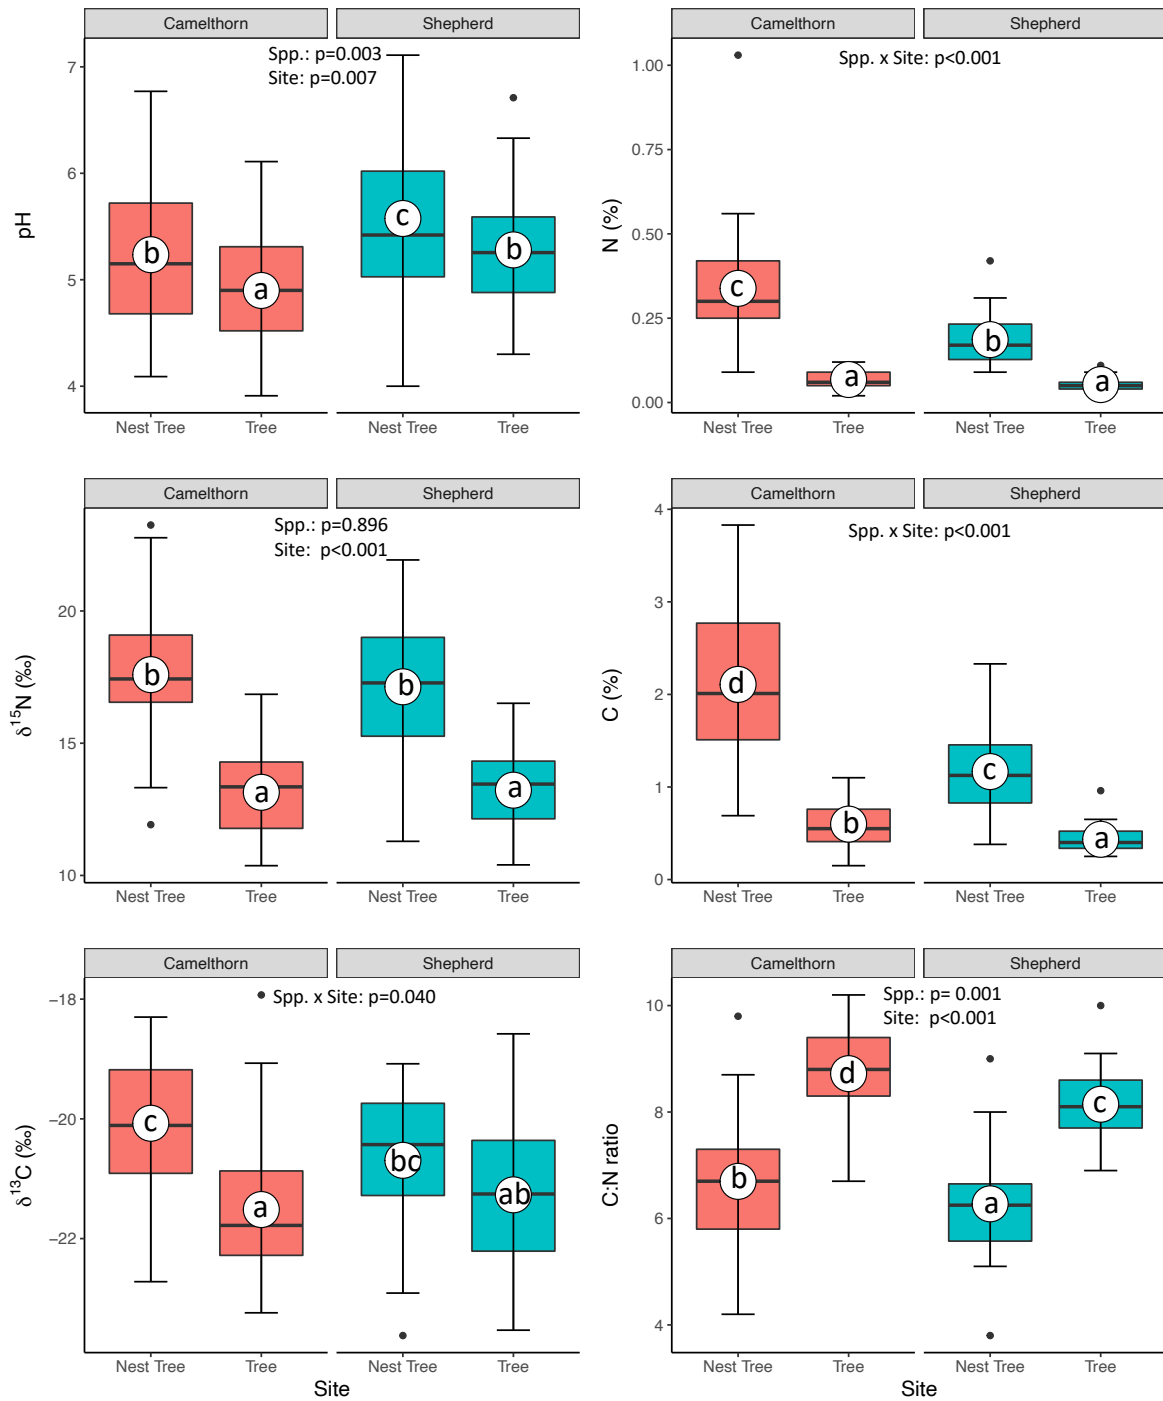 Camelthorn Shepherd
Spp.: p=0.003
Site: p=0.007
7
6
5
4
pH
b
a
c
b
Nest Tree Tree Nest Tree Tree
Camelthorn Shepherd
Spp. x Site: p<0.001
1.00
0.75
0.50
0.25
0.00
N (%)
c
a
b
a
Nest Tree Tree Nest Tree Tree
Camelthorn Shepherd
Spp.: p=0.896
Site: p<0.001
20
15
10
δ¹⁵N (‰)
b
a
b
a
Nest Tree Tree Nest Tree Tree
Camelthorn Shepherd
Spp. x Site: p<0.001
4
3
2
1
0
C (%)
d
b
c
a
Nest Tree Tree Nest Tree Tree
Camelthorn Shepherd
Spp. x Site: p=0.040
−18
−20
−22
δ¹³C (‰)
c
a
bc
ab
Nest Tree Tree Nest Tree Tree
Site
Camelthorn Shepherd
Spp.: p= 0.001
Site: p<0.001
10
8
6
4
C:N ratio
b
d
a
c
Nest Tree Tree Nest Tree Tree
Site